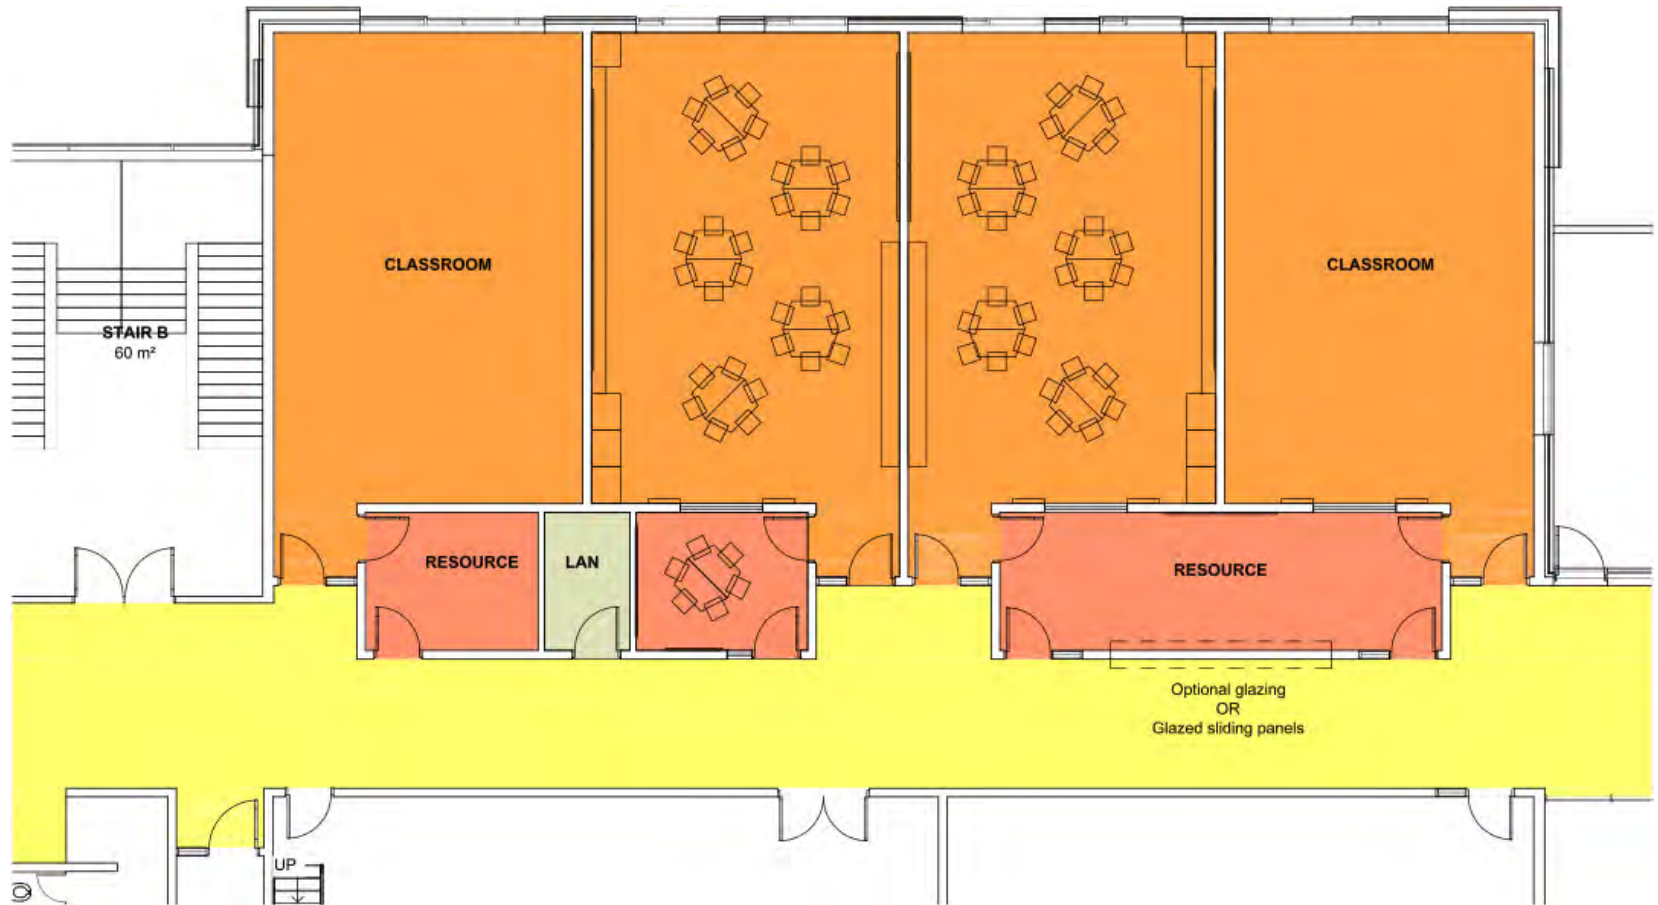 CLASSROOM
CLASSROOM
STAIR B
60 m²
RESOURCE
LAN
RESOURCE
Optional glazing
OR
Glazed sliding panels
UP